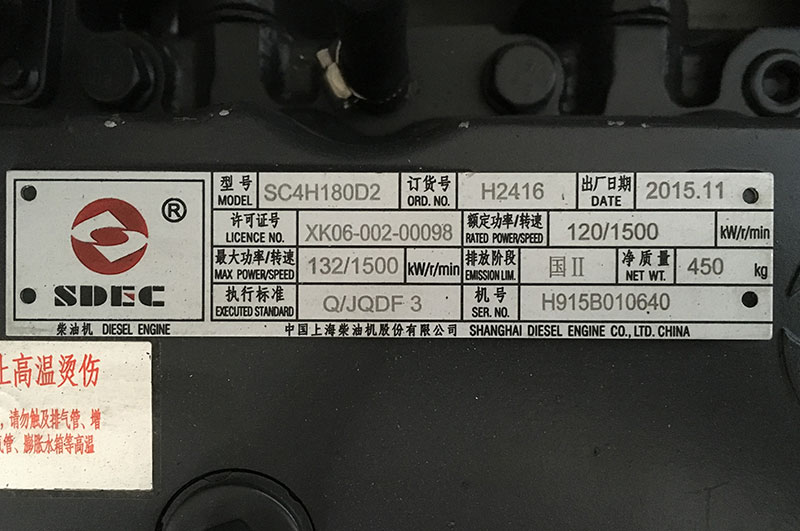 型号 MODEL SC4H180D2 订货号 ORD. NO. H2416 出厂日期 DATE 2015.11
®
许可证号 LICENCE NO. XK06-002-00098 额定功率/转速 RATED POWER/SPEED 120/1500 kW/r/min
最大功率/转速 MAX POWER/SPEED 132/1500 kW/r/min 排放阶段 EMISSION LIM. 国II 净质量 NET WT. 450 kg
SDEC
执行标准 EXECUTED STANDARD Q/JQDF 3 机号 SER. NO. H915B010640
柴油机 DIESEL ENGINE 中国上海柴油机股份有限公司 SHANGHAI DIESEL ENGINE CO., LTD. CHINA
高温烫伤
,请勿触及排气管、增
管、膨胀水箱等高温